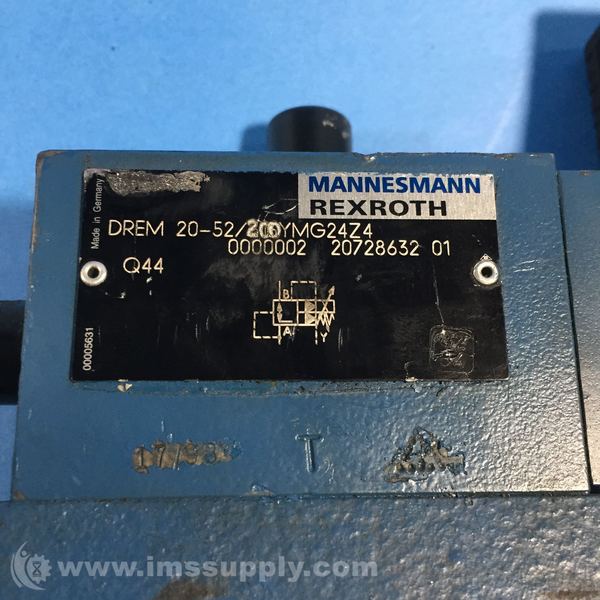 MANNESMANN
REXROTH
Made in Germany
DREM 20-52/200YMG24Z4
0000002 20728632 01
Q44
B
A
Y
00005631
T
www.imssupply.com